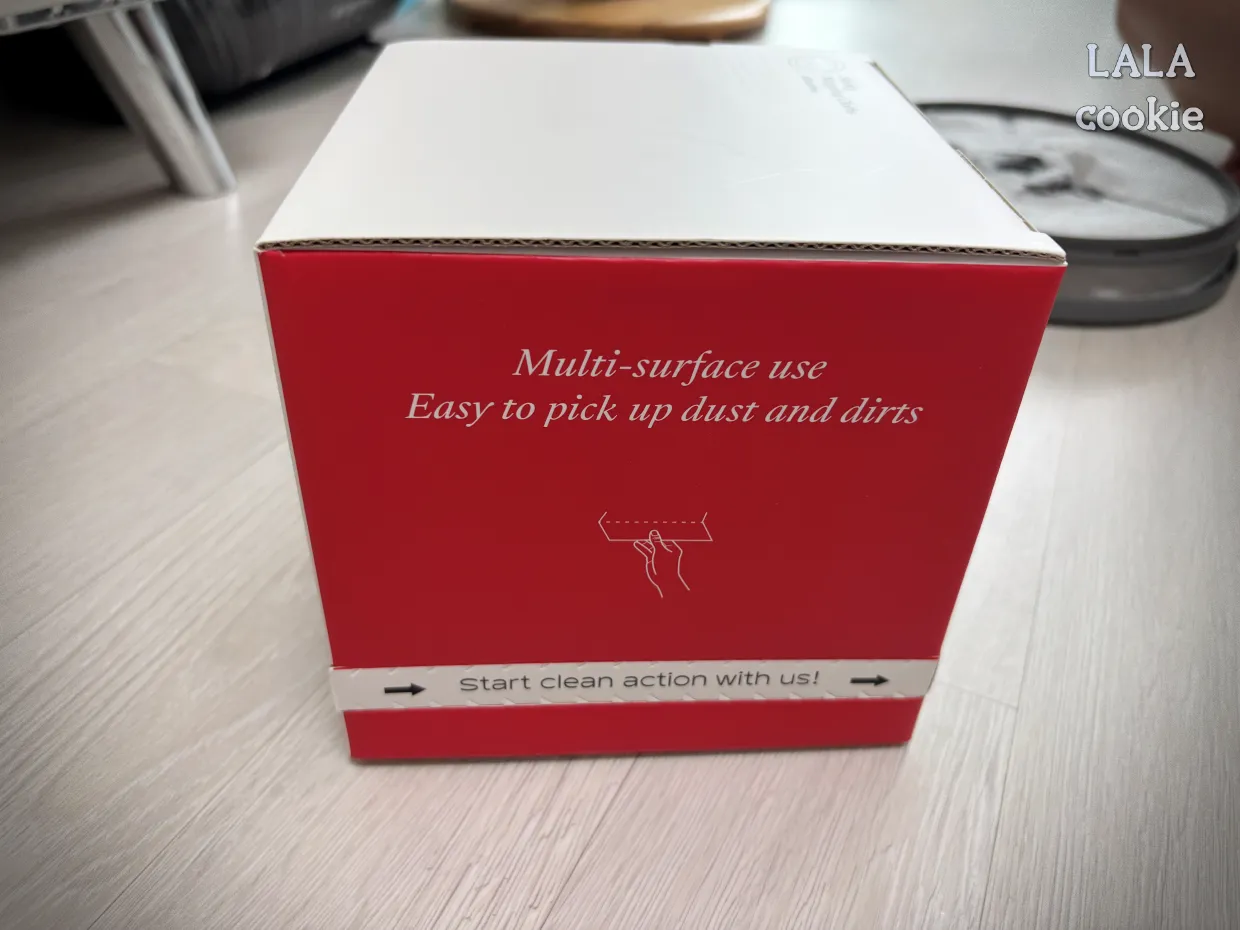 LALA
cookie
Multi-surface use
Easy to pick up dust and dirts
Start clean action with us!